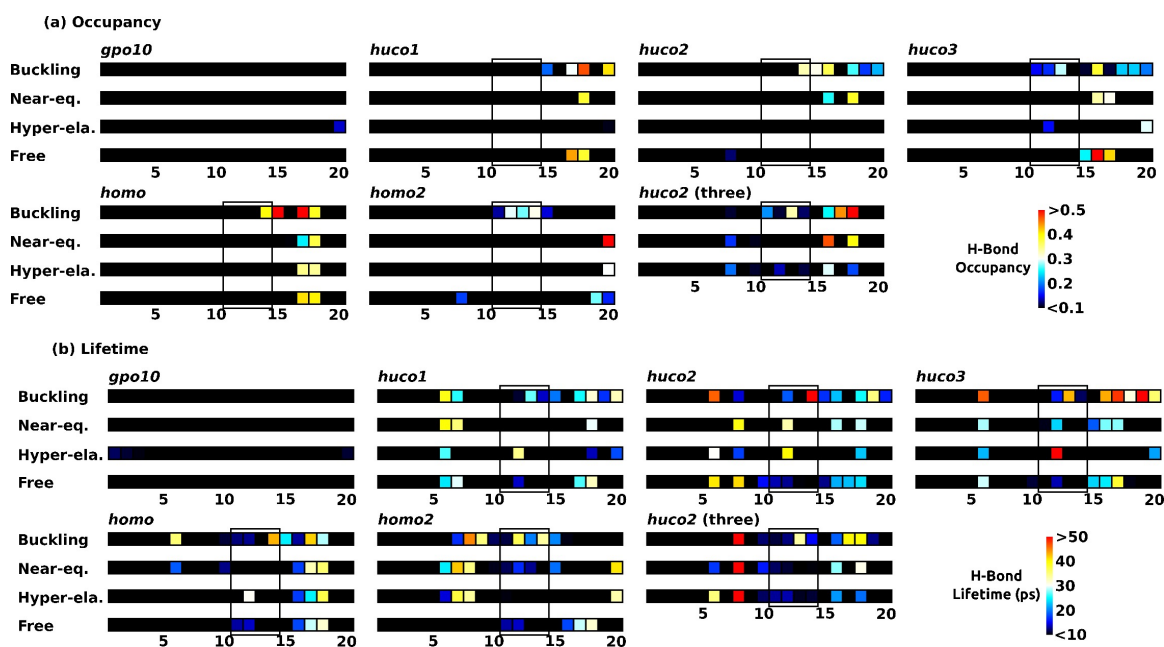 (a) Occupancy
gpo10 huco1 huco2 huco3
Buckling
Near-eq.
Hyper-ela.
Free
5 10 15 20 5 10 15 20 5 10 15 20 5 10 15 20
homo homo2 huco2 (three)
Buckling
Near-eq.
Hyper-ela.
Free
5 10 15 20 5 10 15 20 5 10 15 20
H-Bond
Occupancy
>0.5
0.4
0.3
0.2
<0.1
(b) Lifetime
gpo10 huco1 huco2 huco3
Buckling
Near-eq.
Hyper-ela.
Free
5 10 15 20 5 10 15 20 5 10 15 20 5 10 15 20
homo homo2 huco2 (three)
Buckling
Near-eq.
Hyper-ela.
Free
5 10 15 20 5 10 15 20 5 10 15 20
H-Bond
Lifetime (ps)
>50
40
30
20
<10